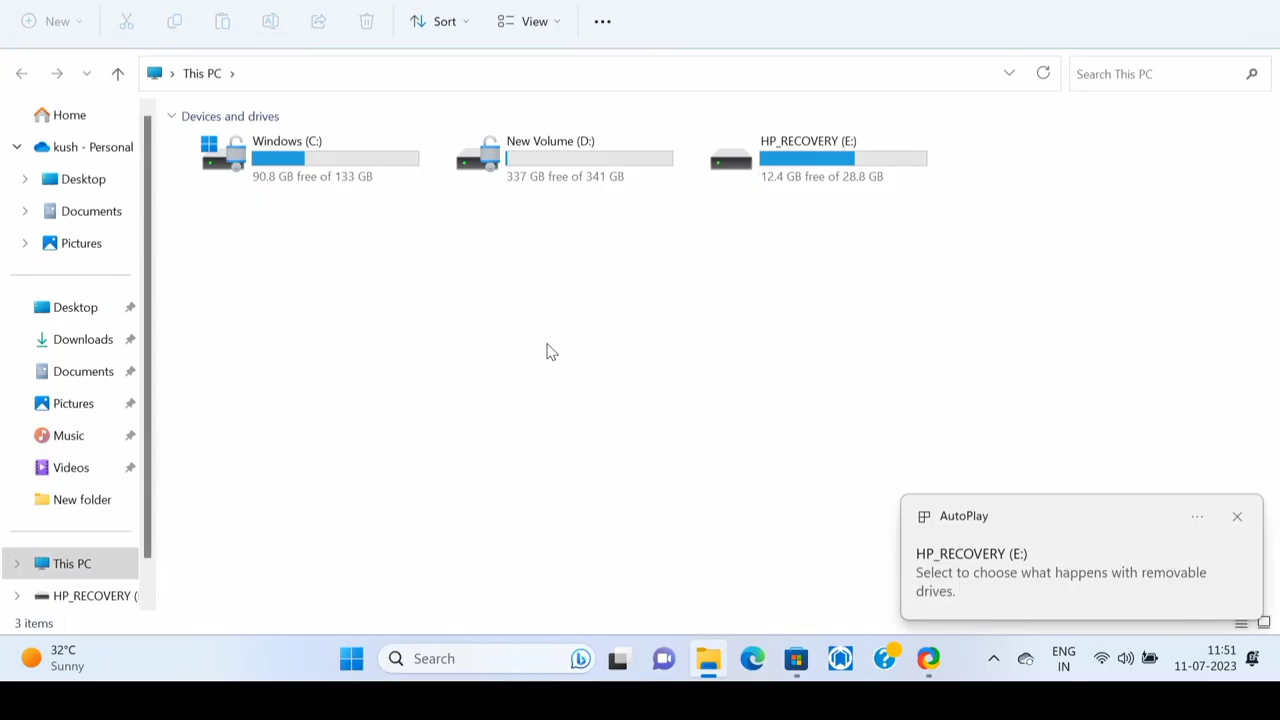 New
Sort
View
This PC
Search This PC
Home
kush - Personal
Desktop
Documents
Pictures
Desktop
Downloads
Documents
Pictures
Music
Videos
New folder
This PC
HP_RECOVERY (
3 items
Devices and drives
Windows (C:)
90.8 GB free of 133 GB
New Volume (D:)
337 GB free of 341 GB
HP_RECOVERY (E:)
12.4 GB free of 28.8 GB
AutoPlay
HP_RECOVERY (E:)
Select to choose what happens with removable
drives.
32°C
Sunny
Search
ENG
IN
11:51
11-07-2023